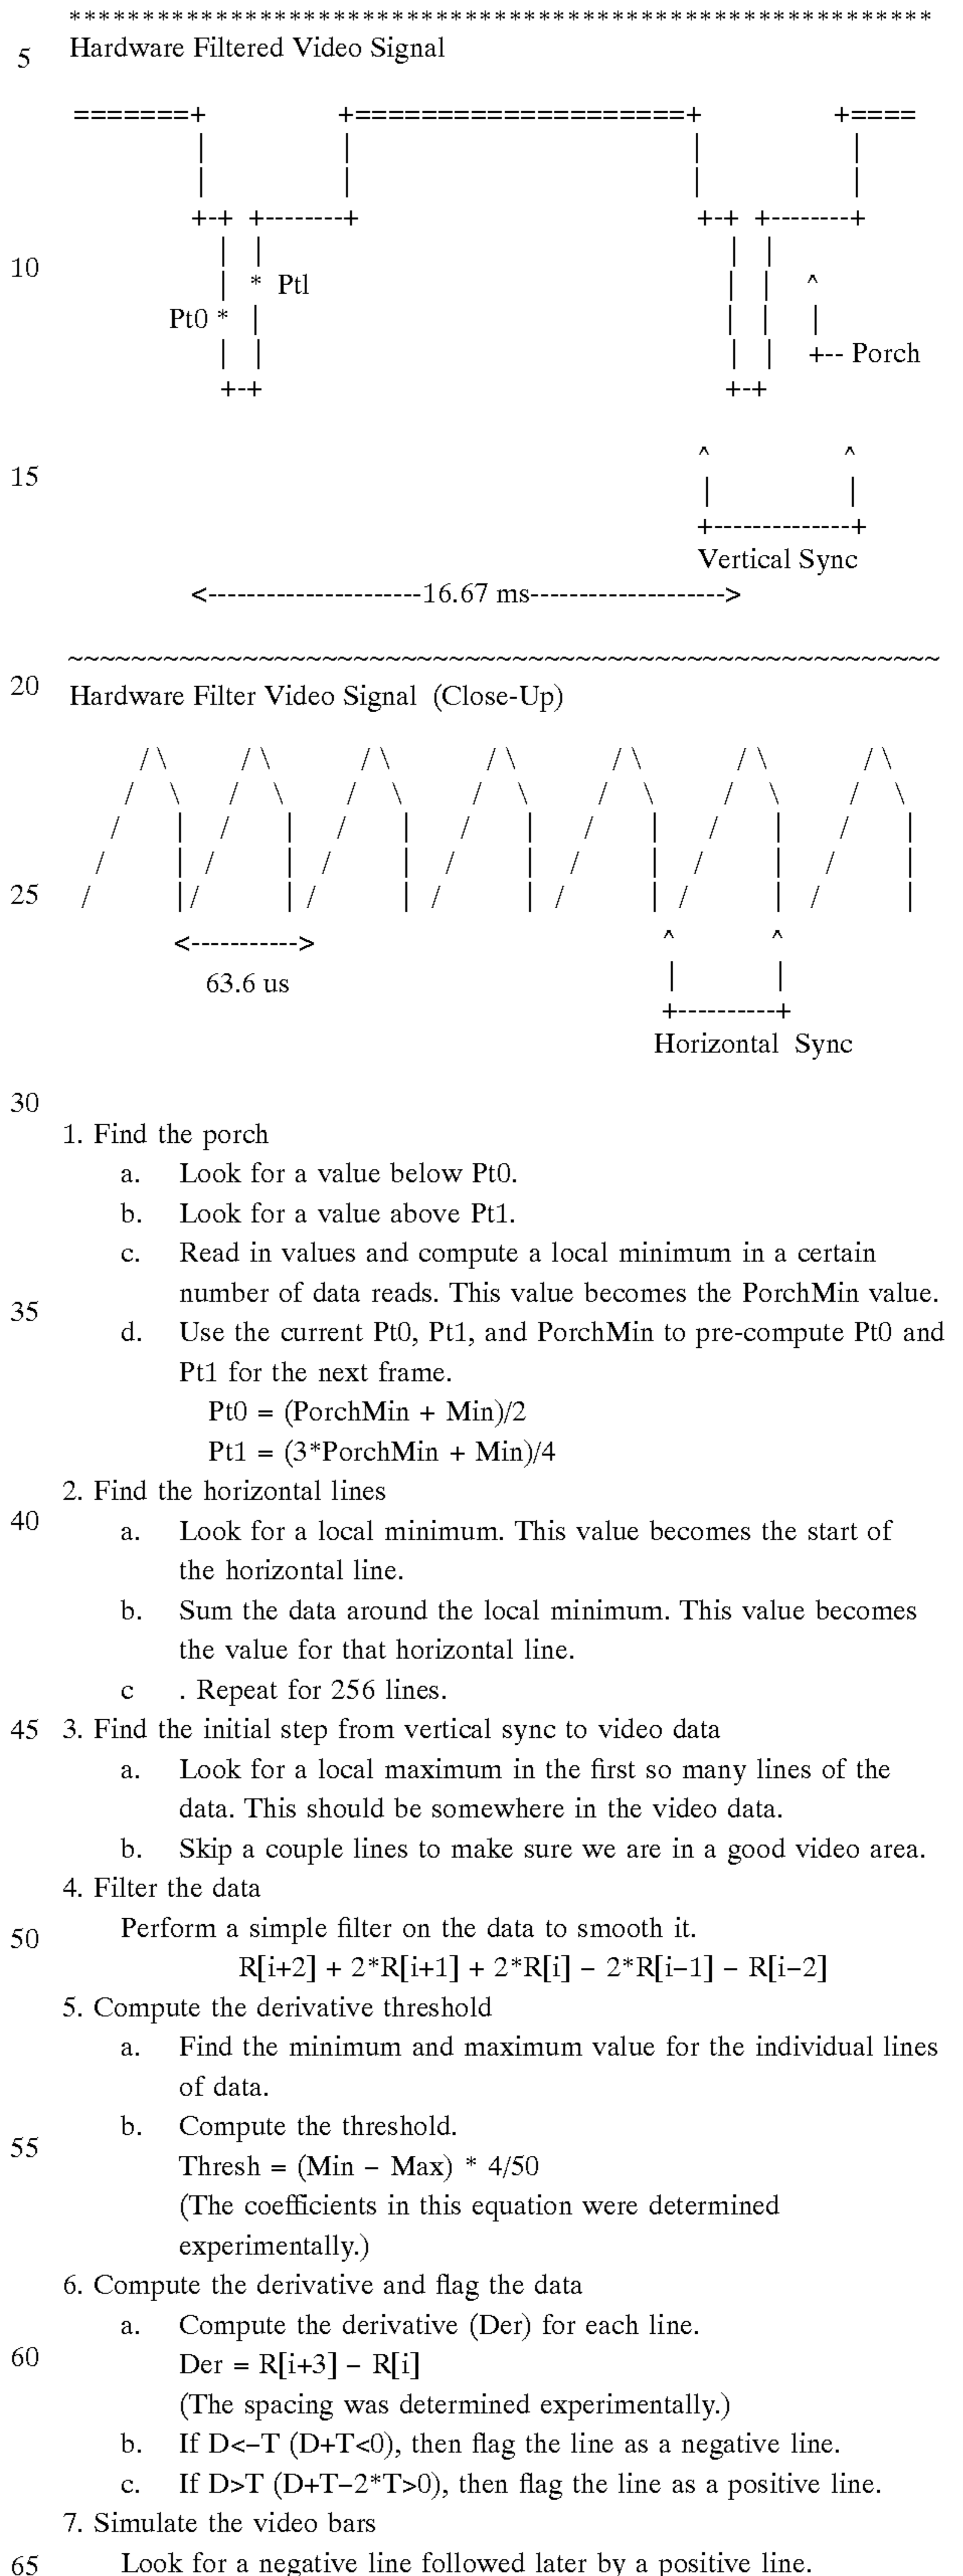 *******************************************************
5 Hardware Filtered Video Signal
=======+ +===================+ +====
| | | |
| | | |
+-+ +--------+ +-+ +--------+
| | | |
10 | * Ptl | | ^
Pt0 * | | | |
| | | | +-- Porch
+-+ +-+
^ ^
15 | |
+---------------+
Vertical Sync
<----------------------16.67 ms-------------------->
~~~~~~~~~~~~~~~~~~~~~~~~~~~~~~~~~~~~~~~~~~~~~~~~~~~~~~~
20 Hardware Filter Video Signal (Close-Up)
/ \ / \ / \ / \ / \ / \ / \
/ \ / \ / \ / \ / \ / \ / \
/ | / | / | / | / | / | / |
/ | / | / | / | / | / | / |
25 / | / | / | / | / | / | / |
<-----------> ^ ^
63.6 us | |
+-----------+
Horizontal Sync
30
1. Find the porch
a. Look for a value below Pt0.
b. Look for a value above Pt1.
c. Read in values and compute a local minimum in a certain
35 number of data reads. This value becomes the PorchMin value.
d. Use the current Pt0, Pt1, and PorchMin to pre-compute Pt0 and
Pt1 for the next frame.
Pt0 = (PorchMin + Min)/2
Pt1 = (3*PorchMin + Min)/4
2. Find the horizontal lines
40 a. Look for a local minimum. This value becomes the start of
the horizontal line.
b. Sum the data around the local minimum. This value becomes
the value for that horizontal line.
c . Repeat for 256 lines.
45 3. Find the initial step from vertical sync to video data
a. Look for a local maximum in the first so many lines of the
data. This should be somewhere in the video data.
b. Skip a couple lines to make sure we are in a good video area.
4. Filter the data
50 Perform a simple filter on the data to smooth it.
R[i+2] + 2*R[i+1] + 2*R[i] – 2*R[i–1] – R[i–2]
5. Compute the derivative threshold
a. Find the minimum and maximum value for the individual lines
of data.
55 b. Compute the threshold.
Thresh = (Min – Max) * 4/50
(The coefficients in this equation were determined
experimentally.)
6. Compute the derivative and flag the data
a. Compute the derivative (Der) for each line.
60 Der = R[i+3] – R[i]
(The spacing was determined experimentally.)
b. If D<–T (D+T<0), then flag the line as a negative line.
c. If D>T (D+T–2*T>0), then flag the line as a positive line.
7. Simulate the video bars
65 Look for a negative line followed later by a positive line.